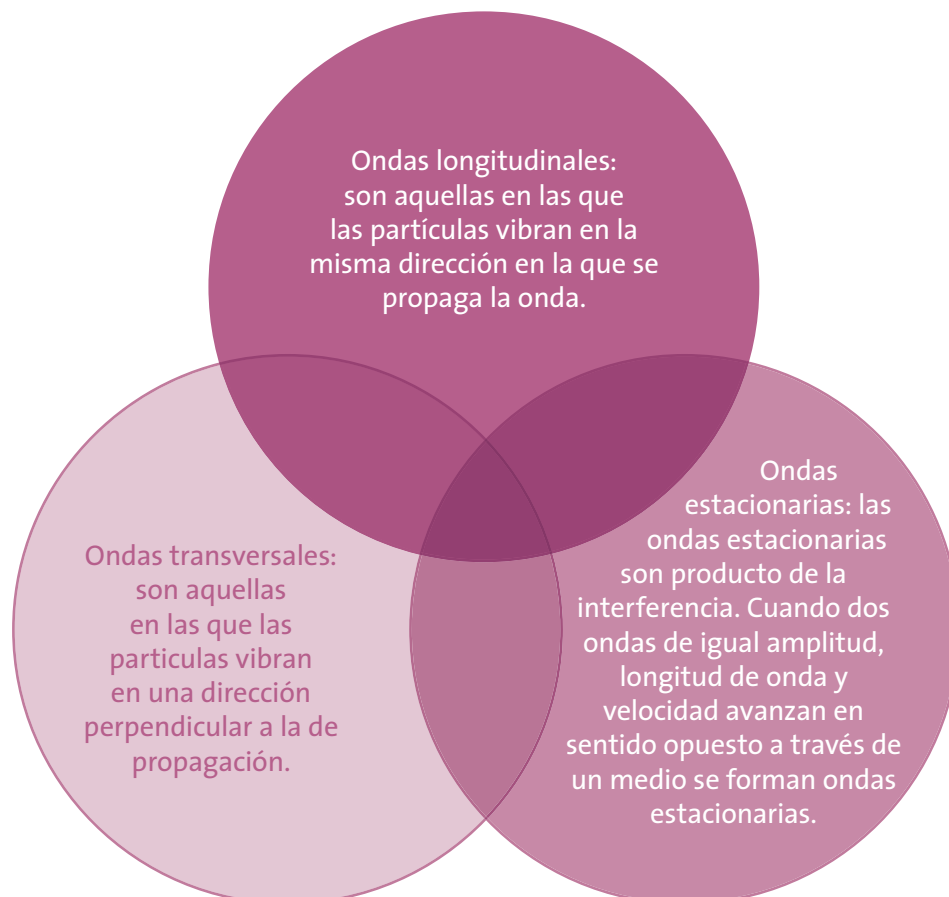 Ondas longitudinales:
son aquellas en las que
las partículas vibran en la
misma dirección en la que se
propaga la onda.
Ondas transversales:
son aquellas
en las que las
particulas vibran
en una dirección
perpendicular a la de
propagación.
Ondas
estacionarias: las
ondas estacionarias
son producto de la
interferencia. Cuando dos
ondas de igual amplitud,
longitud de onda y
velocidad avanzan en
sentido opuesto a través de
un medio se forman ondas
estacionarias.